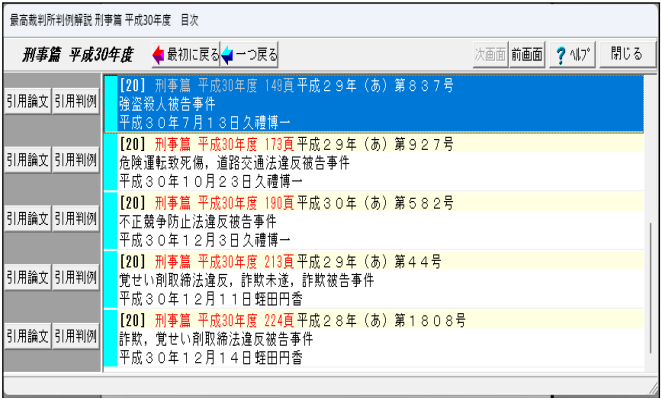 最高裁判所判例解説 刑事篇 平成30年度　目次
刑事篇 平成30年度 最初に戻る 一つ戻る 次画面 前画面 ? ヘルプ 閉じる
[20] 刑事篇 平成30年度 149頁平成２９年（あ）第８３７号
引用論文 引用判例 強盗殺人被告事件
平成３０年７月１３日久禮博一
[20] 刑事篇 平成30年度 173頁平成２９年（あ）第９２７号
引用論文 引用判例 危険運転致死傷，道路交通法違反被告事件
平成３０年１０月２３日久禮博一
[20] 刑事篇 平成30年度 190頁平成３０年（あ）第５８２号
引用論文 引用判例 不正競争防止法違反被告事件
平成３０年１２月３日久禮博一
[20] 刑事篇 平成30年度 213頁平成２９年（あ）第４４号
引用論文 引用判例 覚せい剤取締法違反，詐欺未遂，詐欺被告事件
平成３０年１２月１１日蛭田円香
[20] 刑事篇 平成30年度 224頁平成２８年（あ）第１８０８号
引用論文 引用判例 詐欺，覚せい剤取締法違反被告事件
平成３０年１２月１４日蛭田円香